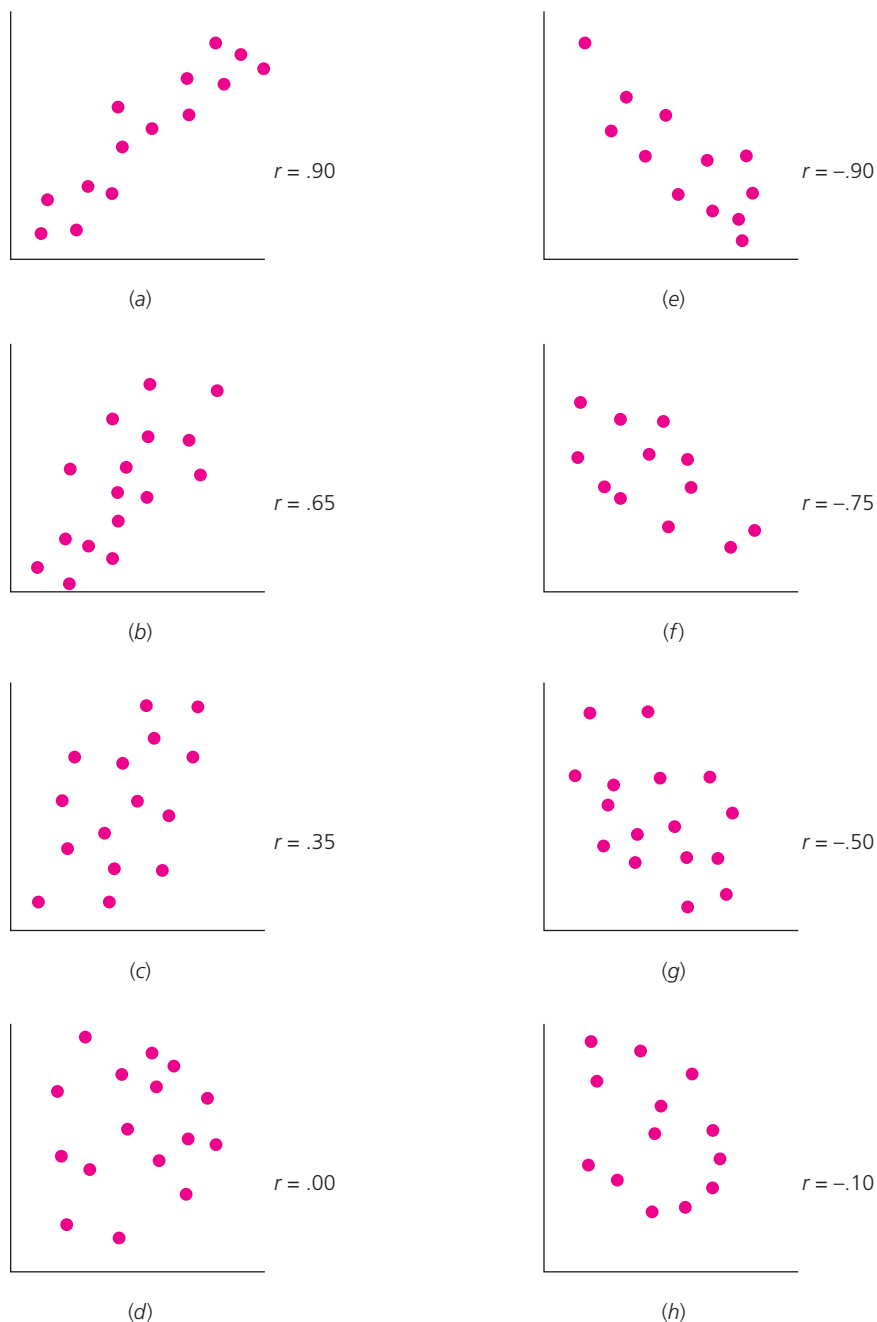 r = .90
(a)
r = .65
(b)
r = .35
(c)
r = .00
(d)
r = –.90
(e)
r = –.75
(f)
r = –.50
(g)
r = –.10
(h)